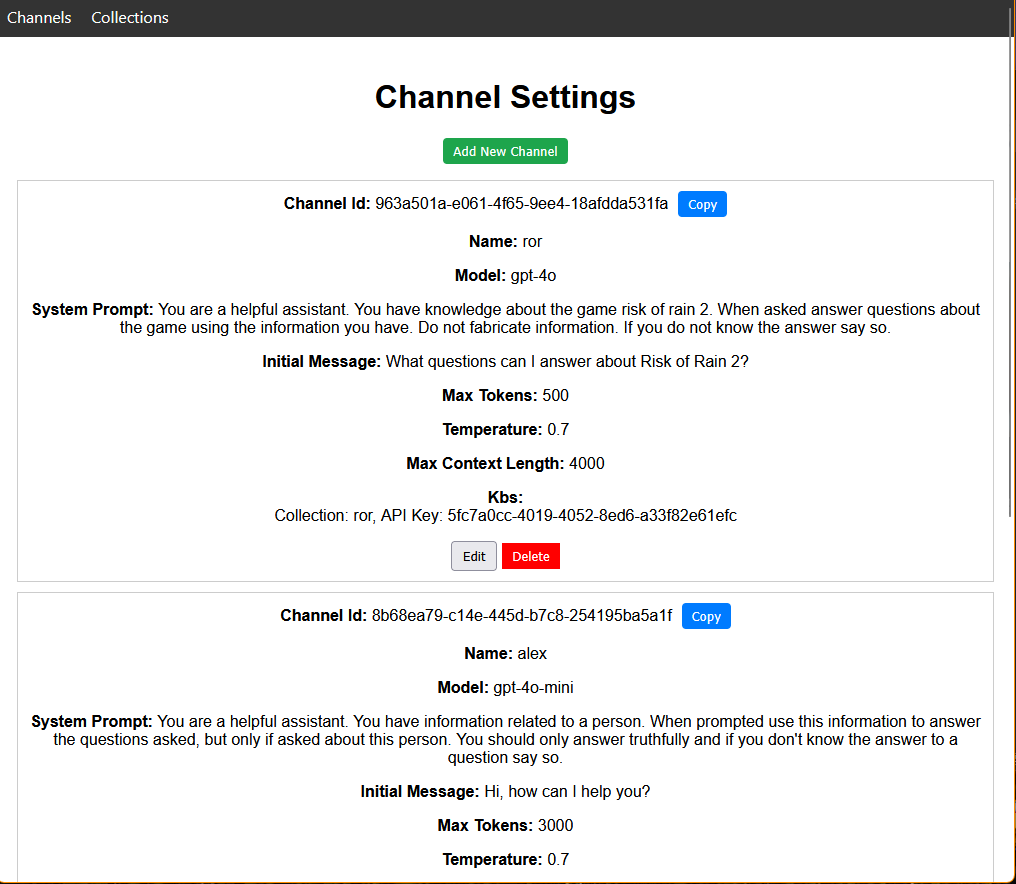 Channels Collections
Channel Settings
Add New Channel
Channel Id: 963a501a-e061-4f65-9ee4-18afdda531fa Copy
Name: ror
Model: gpt-4o
System Prompt: You are a helpful assistant. You have knowledge about the game risk of rain 2. When asked answer questions about
the game using the information you have. Do not fabricate information. If you do not know the answer say so.
Initial Message: What questions can I answer about Risk of Rain 2?
Max Tokens: 500
Temperature: 0.7
Max Context Length: 4000
Kbs:
Collection: ror, API Key: 5fc7a0cc-4019-4052-8ed6-a33f82e61efc
Edit Delete
Channel Id: 8b68ea79-c14e-445d-b7c8-254195ba5a1f Copy
Name: alex
Model: gpt-4o-mini
System Prompt: You are a helpful assistant. You have information related to a person. When prompted use this information to answer
the questions asked, but only if asked about this person. You should only answer truthfully and if you don't know the answer to a
question say so.
Initial Message: Hi, how can I help you?
Max Tokens: 3000
Temperature: 0.7